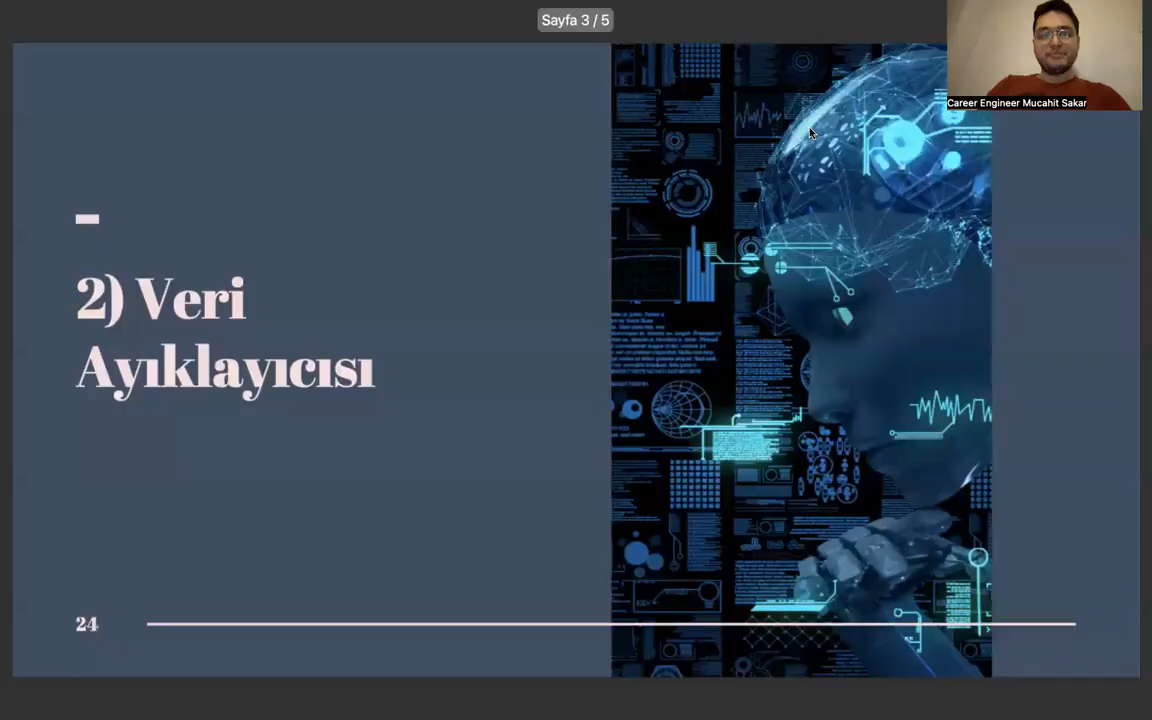 Sayfa 3 / 5
Career Engineer Mucahit Sakar
2) Veri
Ayıklayıcısı
24